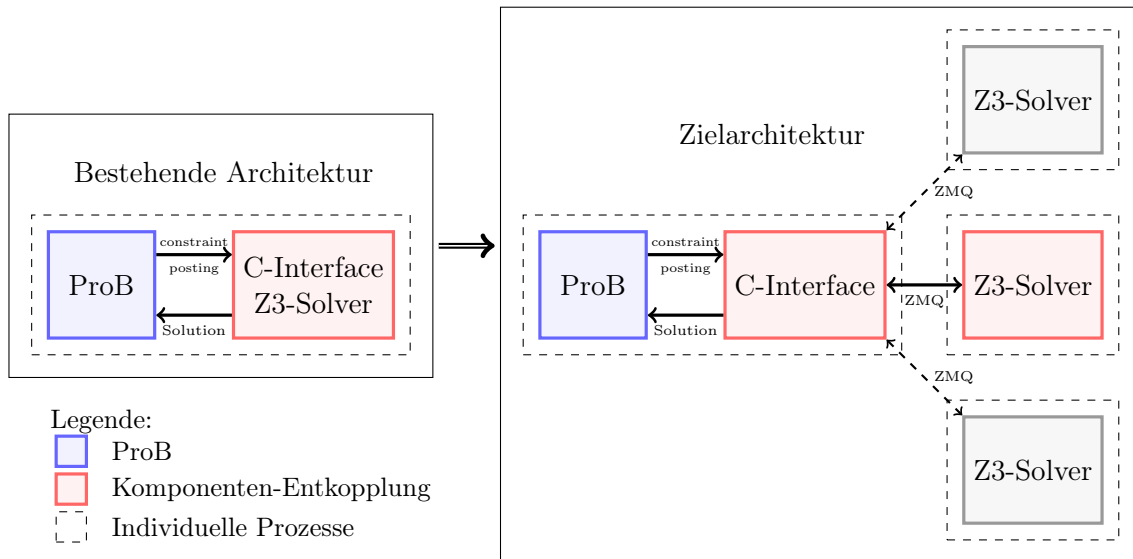 Bestehende Architektur
ProB
constraint
posting
Solution
C-Interface
Z3-Solver
Legende:
ProB
Komponenten-Entkopplung
Individuelle Prozesse
Zielarchitektur
ProB
constraint
posting
Solution
C-Interface
ZMQ
Z3-Solver
ZMQ
Z3-Solver
ZMQ
Z3-Solver